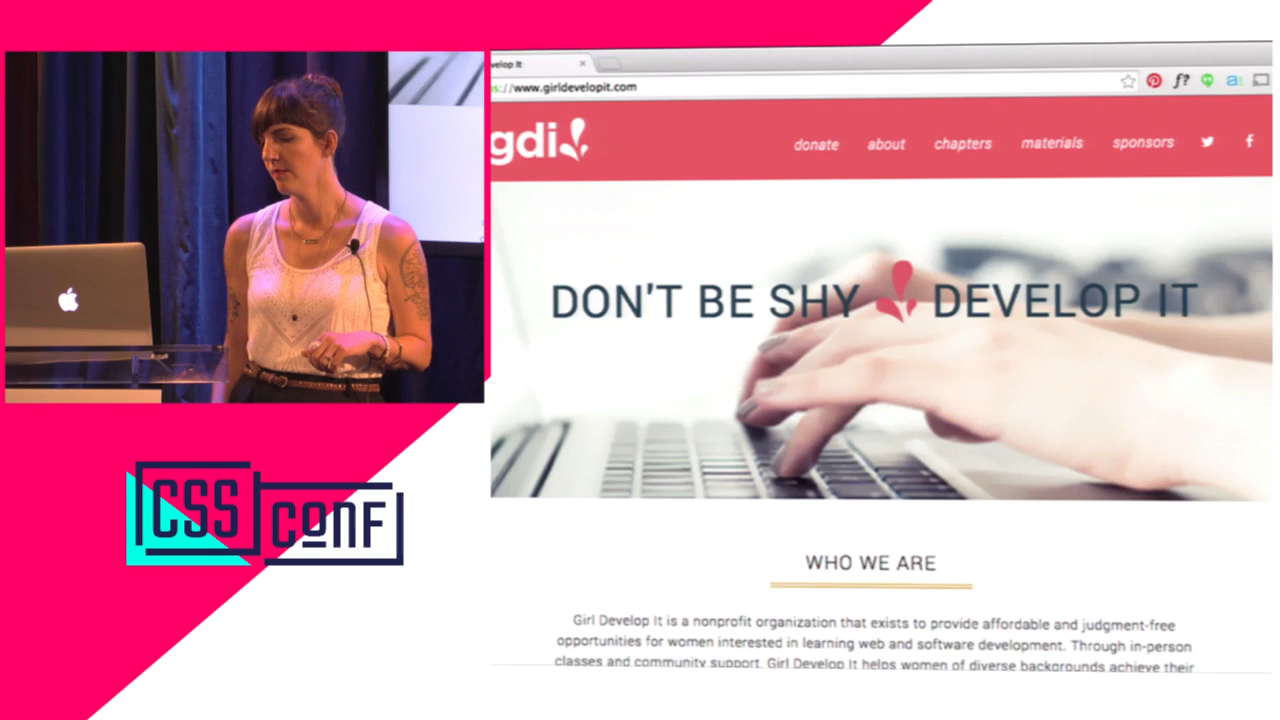 velop It
s://www.girldevelopit.com
f?
gdi
donate about chapters materials sponsors
DON'T BE SHY DEVELOP IT
CSS
CONF
WHO WE ARE
Girl Develop It is a nonprofit organization that exists to provide affordable and judgment-free
opportunities for women interested in learning web and software development. Through in-person
classes and community support, Girl Develop It helps women of diverse backgrounds achieve their